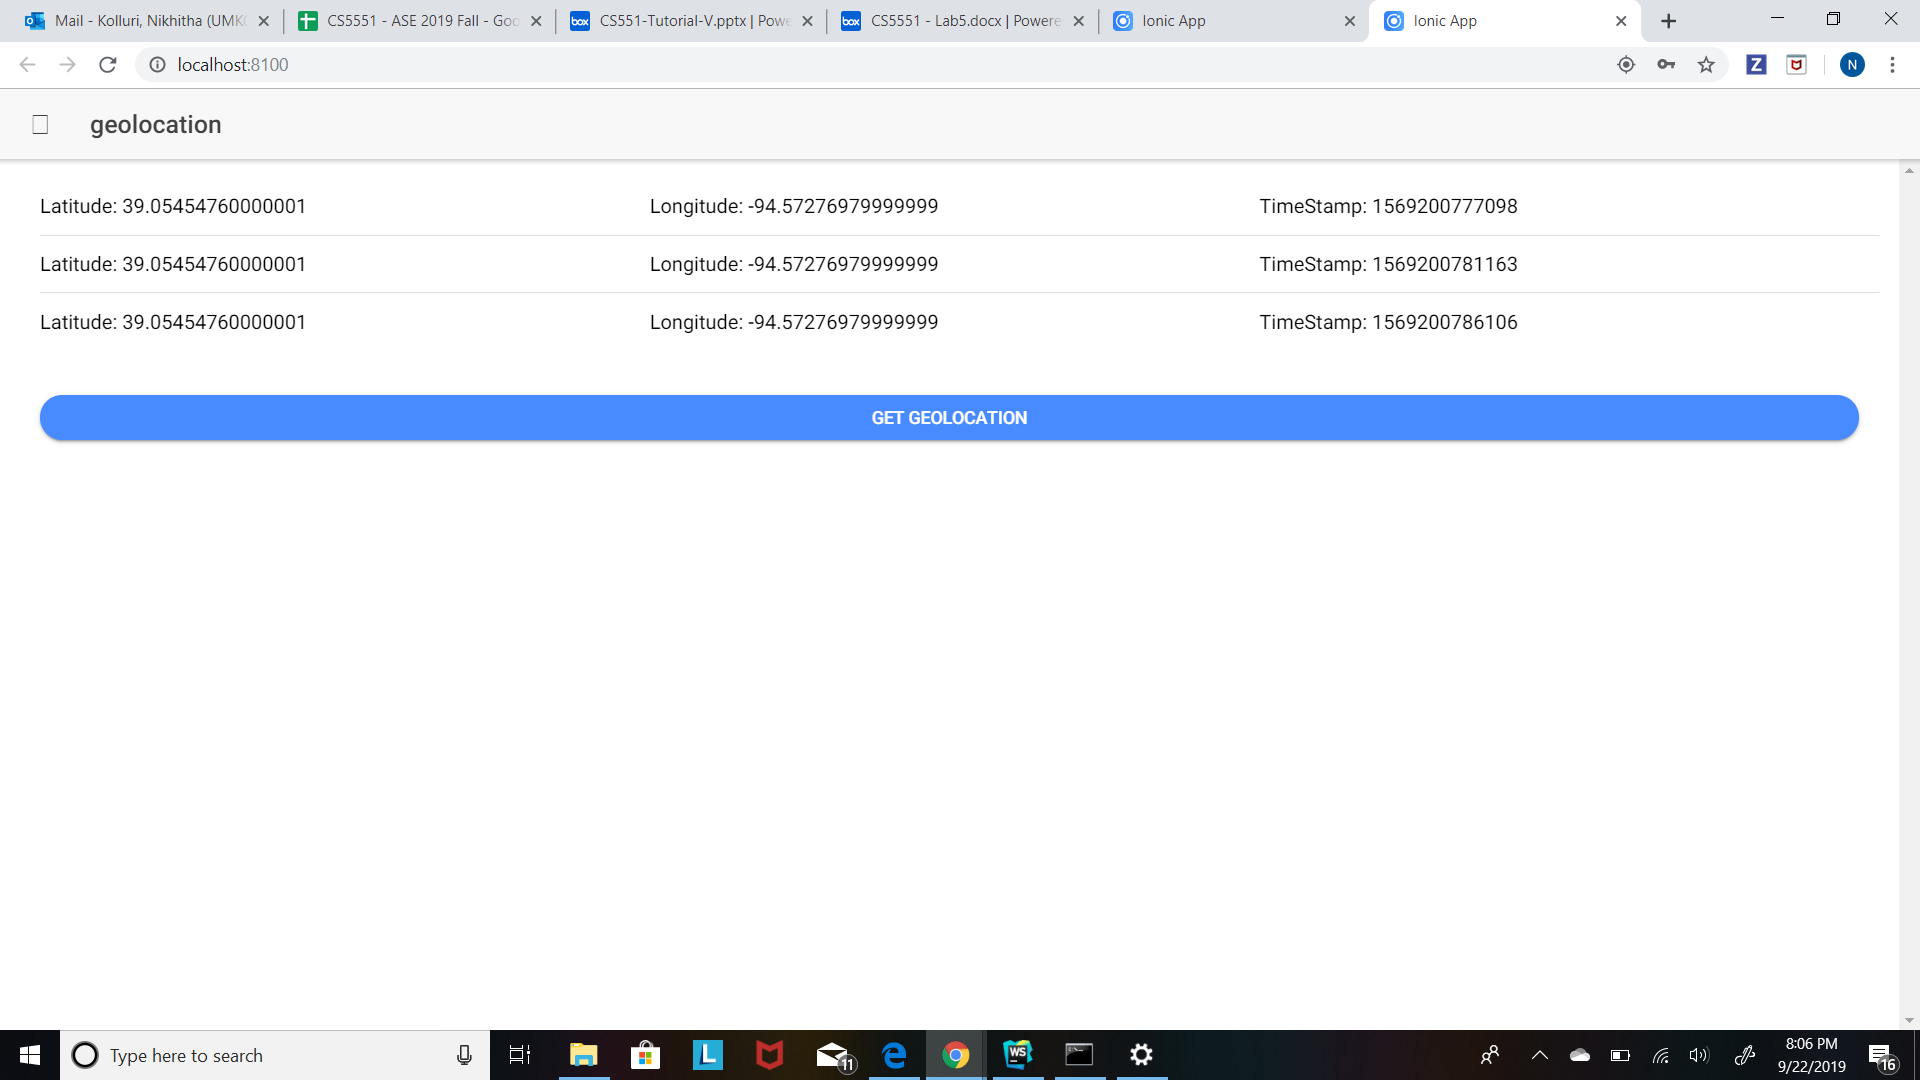 Mail - Kolluri, Nikhitha (UMK
CS5551 - ASE 2019 Fall - Goo
box CS551-Tutorial-V.pptx | Powe
box CS5551 - Lab5.docx | Powere
Ionic App
Ionic App
localhost:8100
Z
N
geolocation
Latitude: 39.05454760000001 Longitude: -94.57276979999999 TimeStamp: 1569200777098
Latitude: 39.05454760000001 Longitude: -94.57276979999999 TimeStamp: 1569200781163
Latitude: 39.05454760000001 Longitude: -94.57276979999999 TimeStamp: 1569200786106
GET GEOLOCATION
Type here to search
L
11
WS
8:06 PM
9/22/2019
16